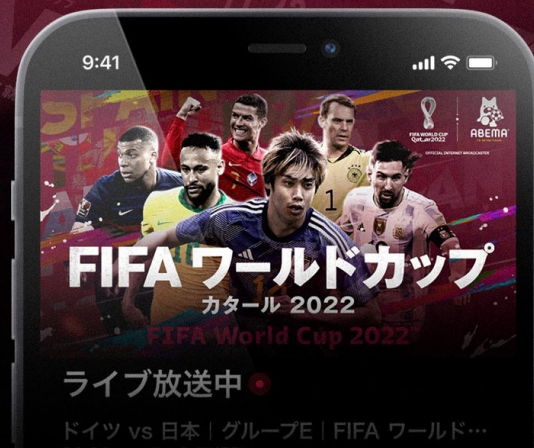 9:41
FIFA WORLD CUP
Qatar2022
ABEMA
OFFICIAL INTERNET BROADCASTER
1
FIFA ワールドカップ
カタール 2022
FIFA World Cup 2022
ライブ放送中
ドイツ vs 日本｜グループE｜FIFA ワールド…